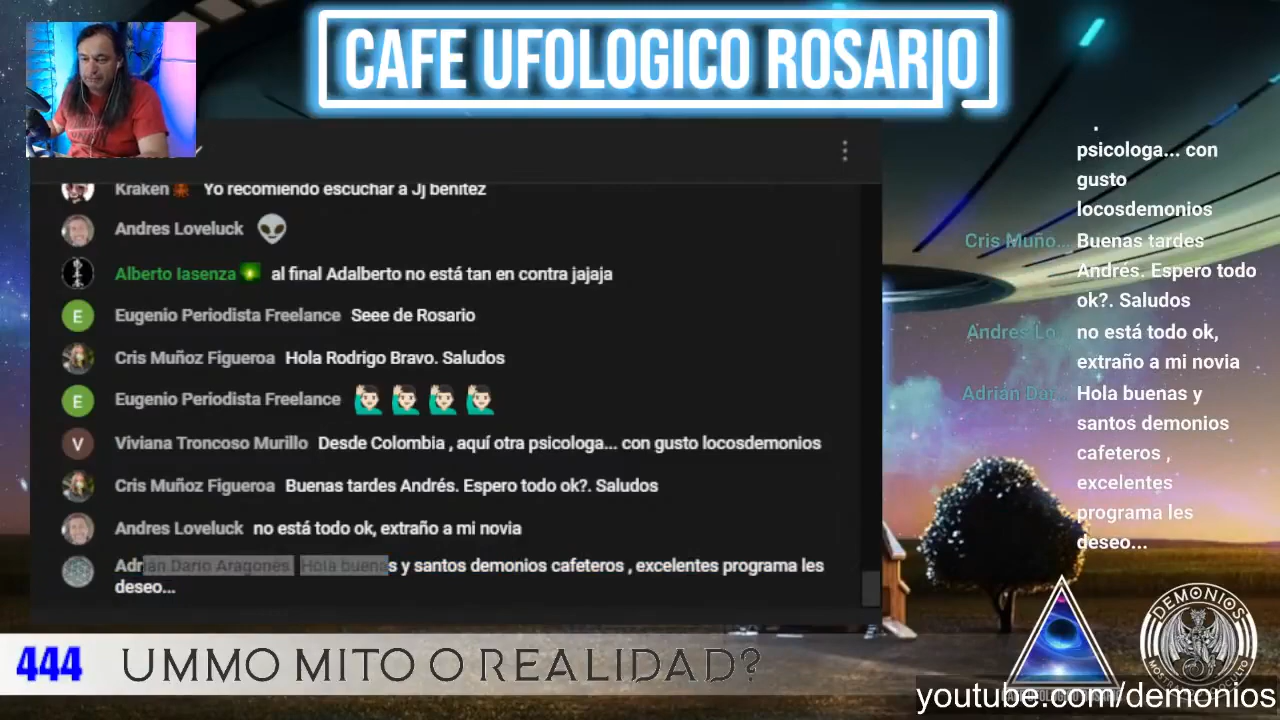 CAFE UFOLOGICO ROSARIO
Kraken Yo recomiendo escuchar a Jj benitez
Andres Loveluck
Alberto Iasenza al final Adalberto no está tan en contra jajaja
E Eugenio Periodista Freelance Seee de Rosario
Cris Muñoz Figueroa Hola Rodrigo Bravo. Saludos
E Eugenio Periodista Freelance
V Viviana Troncoso Murillo Desde Colombia , aquí otra psicologa... con gusto locosdemonios
Cris Muñoz Figueroa Buenas tardes Andrés. Espero todo ok?. Saludos
Andres Loveluck no está todo ok, extraño a mi novia
Adrián Dario Aragones Hola buenas y santos demonios cafeteros , excelentes programa les
deseo...
psicologa... con
gusto
locosdemonios
Cris Muño... Buenas tardes
Andrés. Espero todo
ok?. Saludos
Andres Lo... no está todo ok,
extraño a mi novia
Adrián Dar... Hola buenas y
santos demonios
cafeteros ,
excelentes
programa les
deseo...
444 UMMO MITO O REALIDAD?
DEMONIOS
youtube.com/demonios